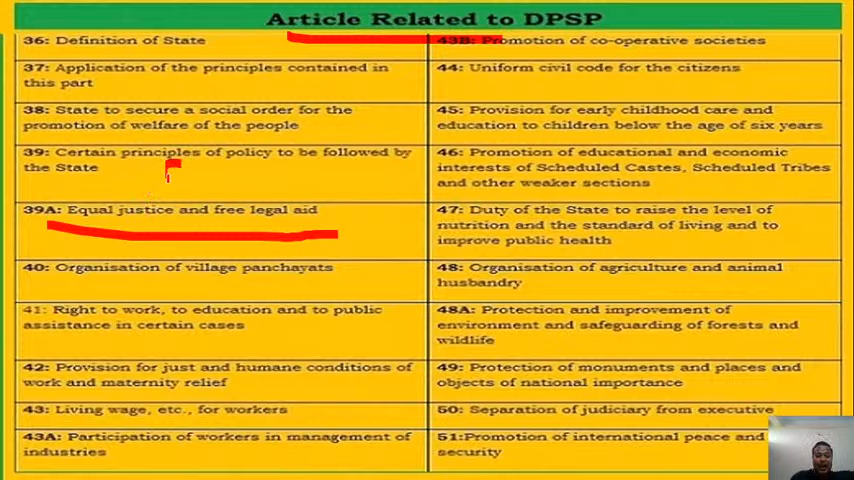 Article Related to DPSP
36: Definition of State
37: Application of the principles contained in
this part
38: State to secure a social order for the
promotion of welfare of the people
39: Certain principles of policy to be followed by
the State
39A: Equal justice and free legal aid
40: Organisation of village panchayats
41: Right to work, to education and to public
assistance in certain cases
42: Provision for just and humane conditions of
work and maternity relief
43: Living wage, etc., for workers
43A: Participation of workers in management of
industries
43B: Promotion of co-operative societies
44: Uniform civil code for the citizens
45: Provision for early childhood care and
education to children below the age of six years
46: Promotion of educational and economic
interests of Scheduled Castes, Scheduled Tribes
and other weaker sections
47: Duty of the State to raise the level of
nutrition and the standard of living and to
improve public health
48: Organisation of agriculture and animal
husbandry
48A: Protection and improvement of
environment and safeguarding of forests and
wildlife
49: Protection of monuments and places and
objects of national importance
50: Separation of judiciary from executive
51:Promotion of international peace and
security